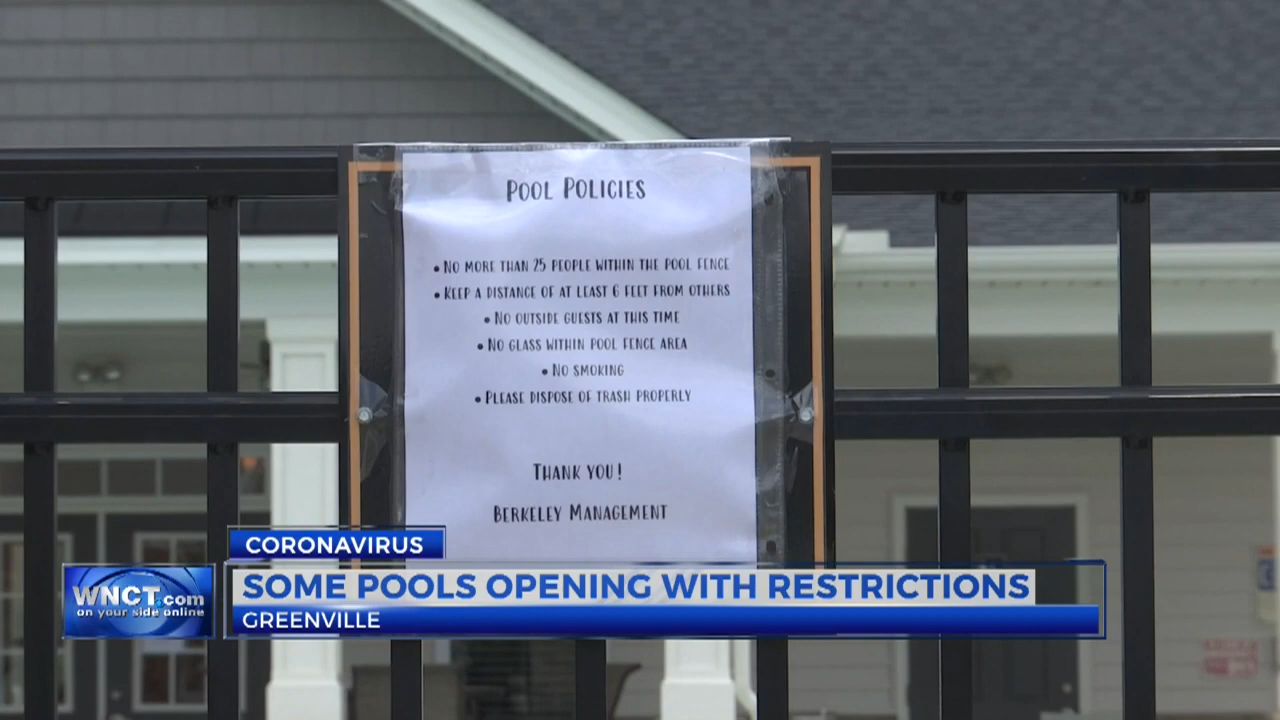 POOL POLICIES
• NO MORE THAN 25 PEOPLE WITHIN THE POOL FENCE
• KEEP A DISTANCE OF AT LEAST 6 FEET FROM OTHERS
• NO OUTSIDE GUESTS AT THIS TIME
• NO GLASS WITHIN POOL FENCE AREA
• NO SMOKING
• PLEASE DISPOSE OF TRASH PROPERLY
THANK YOU!
BERKELEY MANAGEMENT
CORONAVIRUS
WNCT.com
on your side online
SOME POOLS OPENING WITH RESTRICTIONS
GREENVILLE